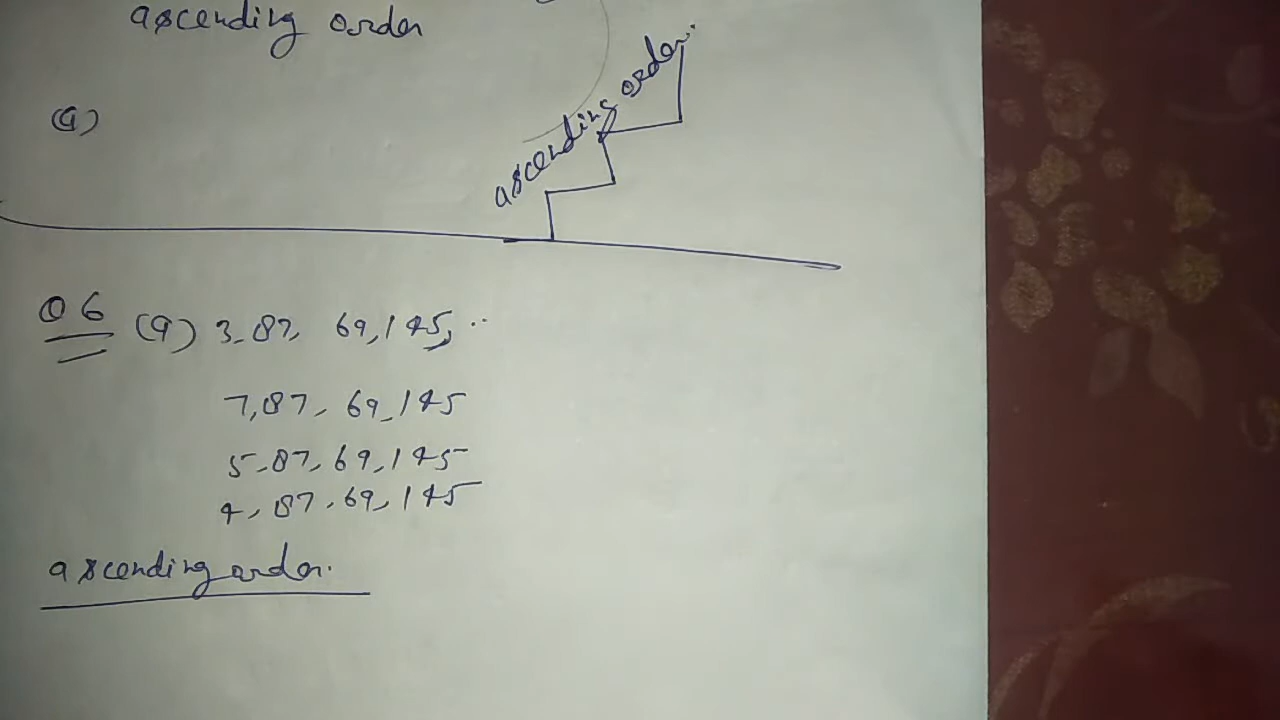 ascending order
(a)
ascending order.
Q 6 (a) 3,87, 69,145, ..
7,87, 69,145
5,87,69,145
4,87,69,145
ascending order.